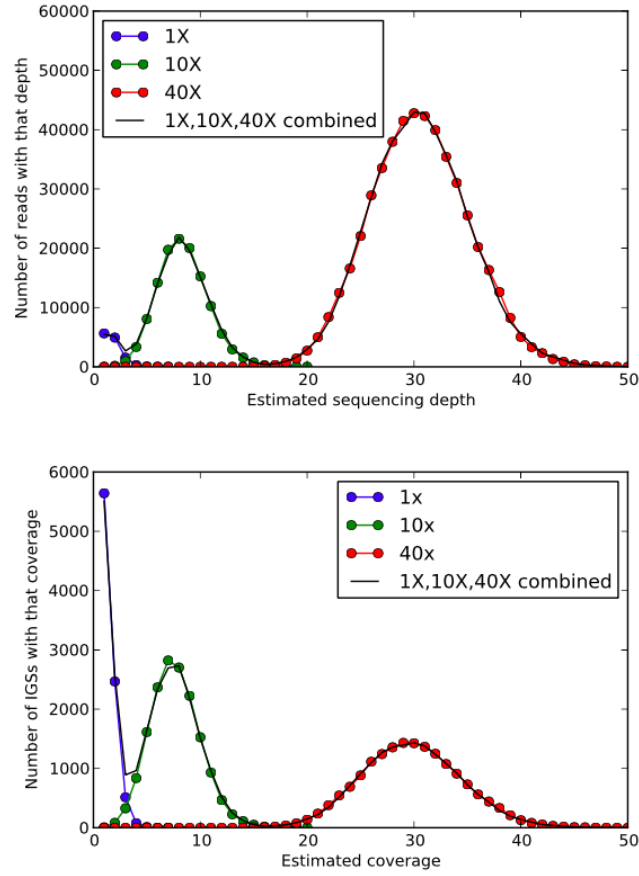 60000
50000
40000
30000
20000
10000
0
Number of reads with that depth
1X
10X
40X
1X,10X,40X combined
0 10 20 30 40 50
Estimated sequencing depth
6000
5000
4000
3000
2000
1000
0
Number of IGSs with that coverage
1x
10x
40x
1X,10X,40X combined
0 10 20 30 40 50
Estimated coverage